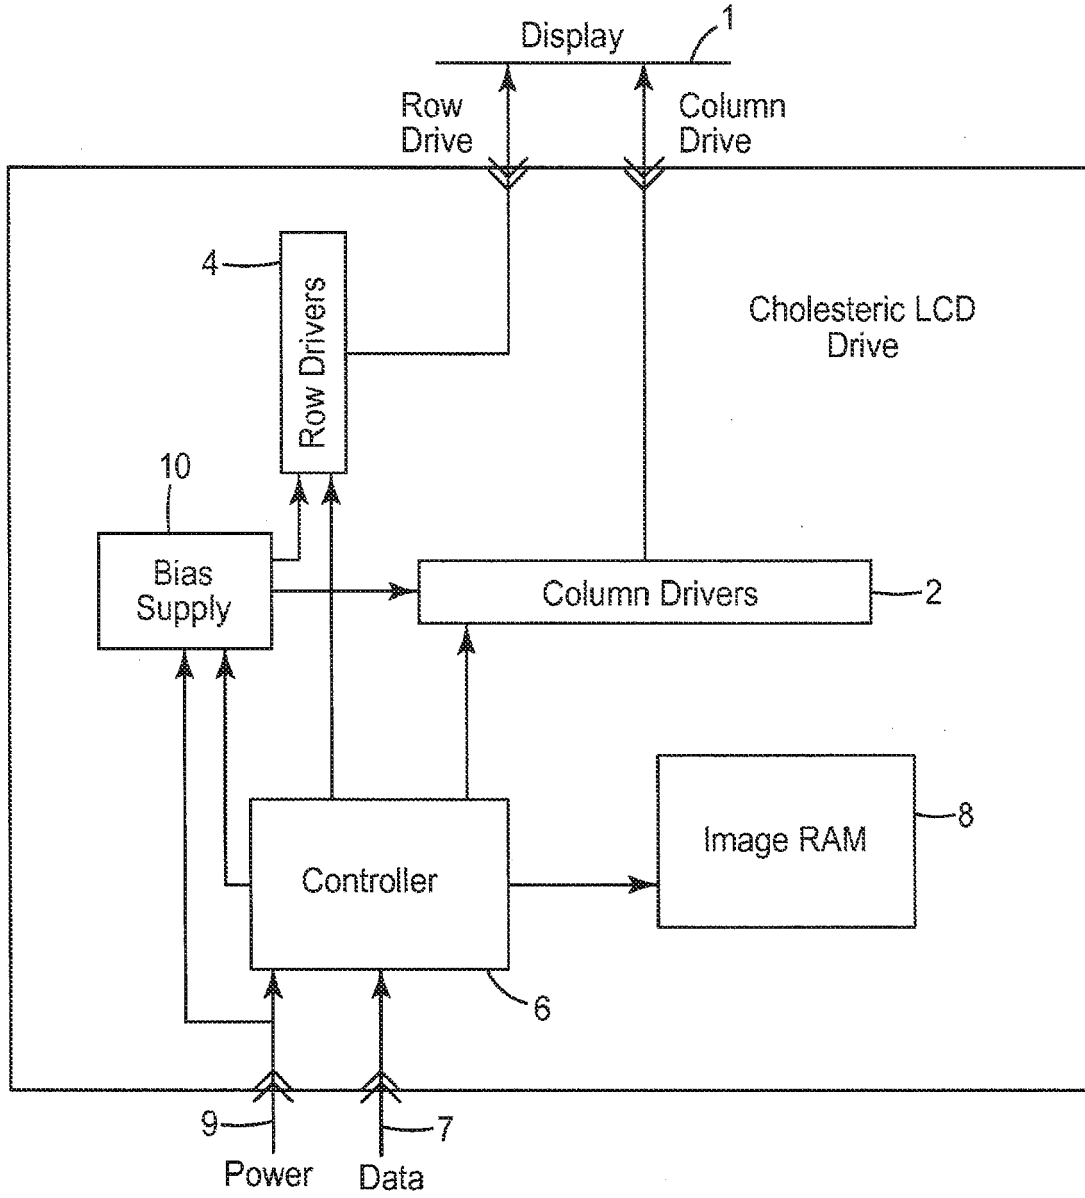 1
Display
Row
Drive
Column
Drive
4
Row Drivers
Cholesteric LCD
Drive
10
Bias
Supply
Column Drivers
2
Image RAM
8
Controller
6
9
7
Power
Data